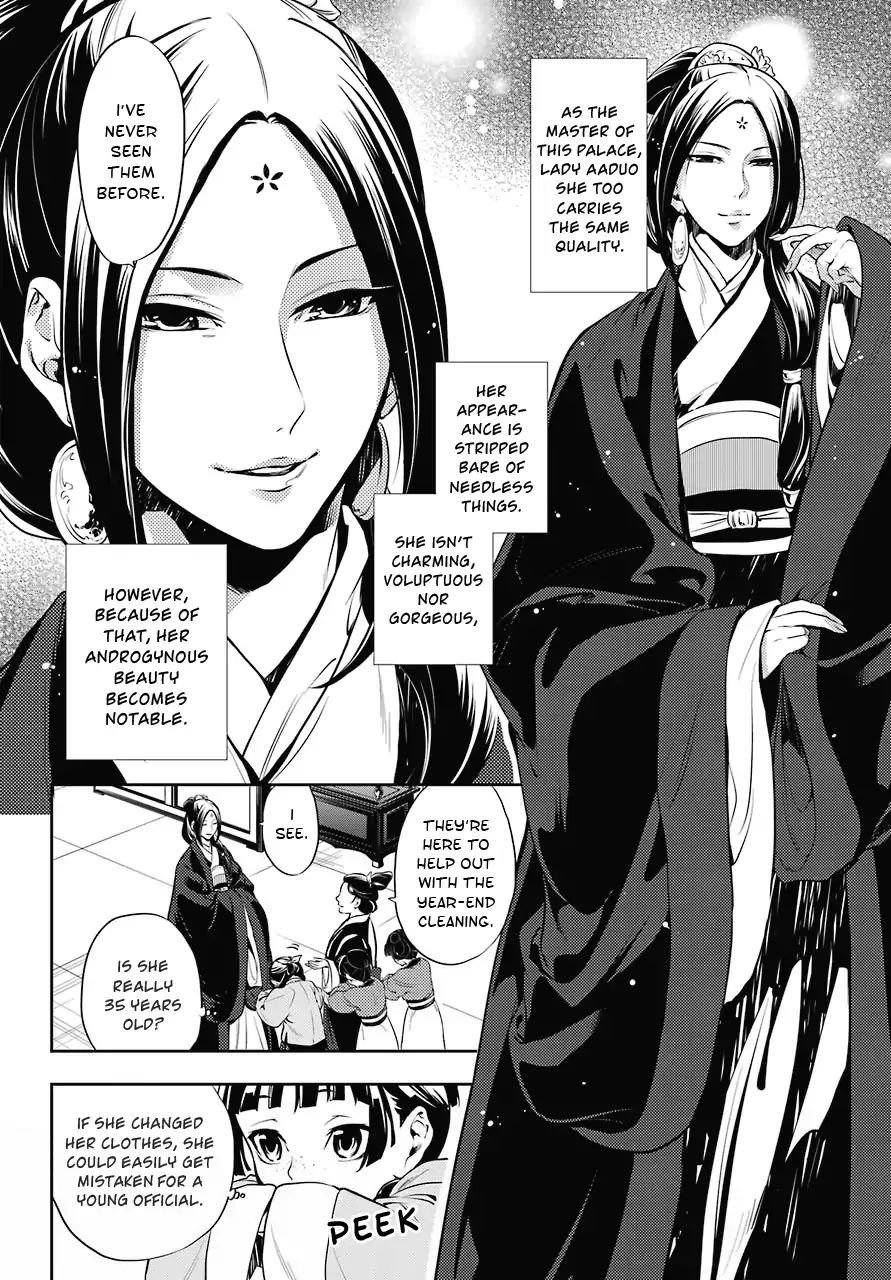 AS THE
MASTER OF
THIS PALACE,
LADY AADUO
SHE TOO
CARRIES
THE SAME
QUALITY.
I'VE
NEVER
SEEN
THEM
BEFORE.
HER
APPEAR-
ANCE IS
STRIPPED
BARE OF
NEEDLESS
THINGS.
SHE ISN'T
CHARMING,
VOLUPTUOUS
NOR
GORGEOUS,
HOWEVER,
BECAUSE OF
THAT, HER
ANDROGYNOUS
BEAUTY
BECOMES
NOTABLE.
THEY'RE
HERE TO
HELP OUT
WITH THE
YEAR-END
CLEANING.
I
SEE.
IS SHE
REALLY
35 YEARS
OLD?
IF SHE CHANGED
HER CLOTHES, SHE
COULD EASILY GET
MISTAKEN FOR A
YOUNG OFFICIAL.
PEEK